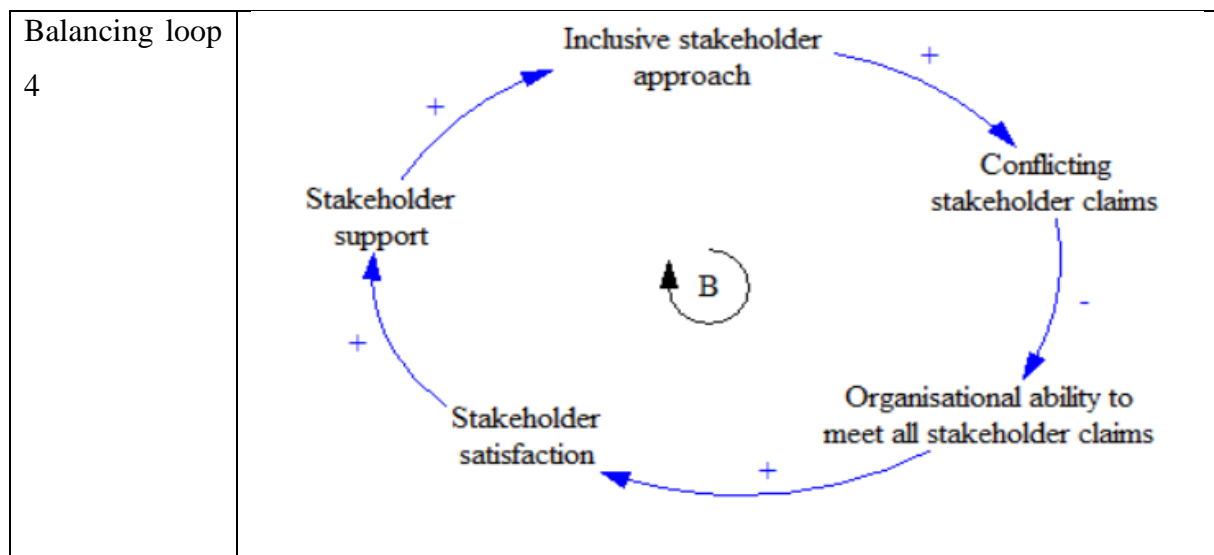 Balancing loop
4
Inclusive stakeholder
approach
+
+
Conflicting
stakeholder claims
Stakeholder
support
B
-
+
Organisational ability to
meet all stakeholder claims
Stakeholder
satisfaction
+